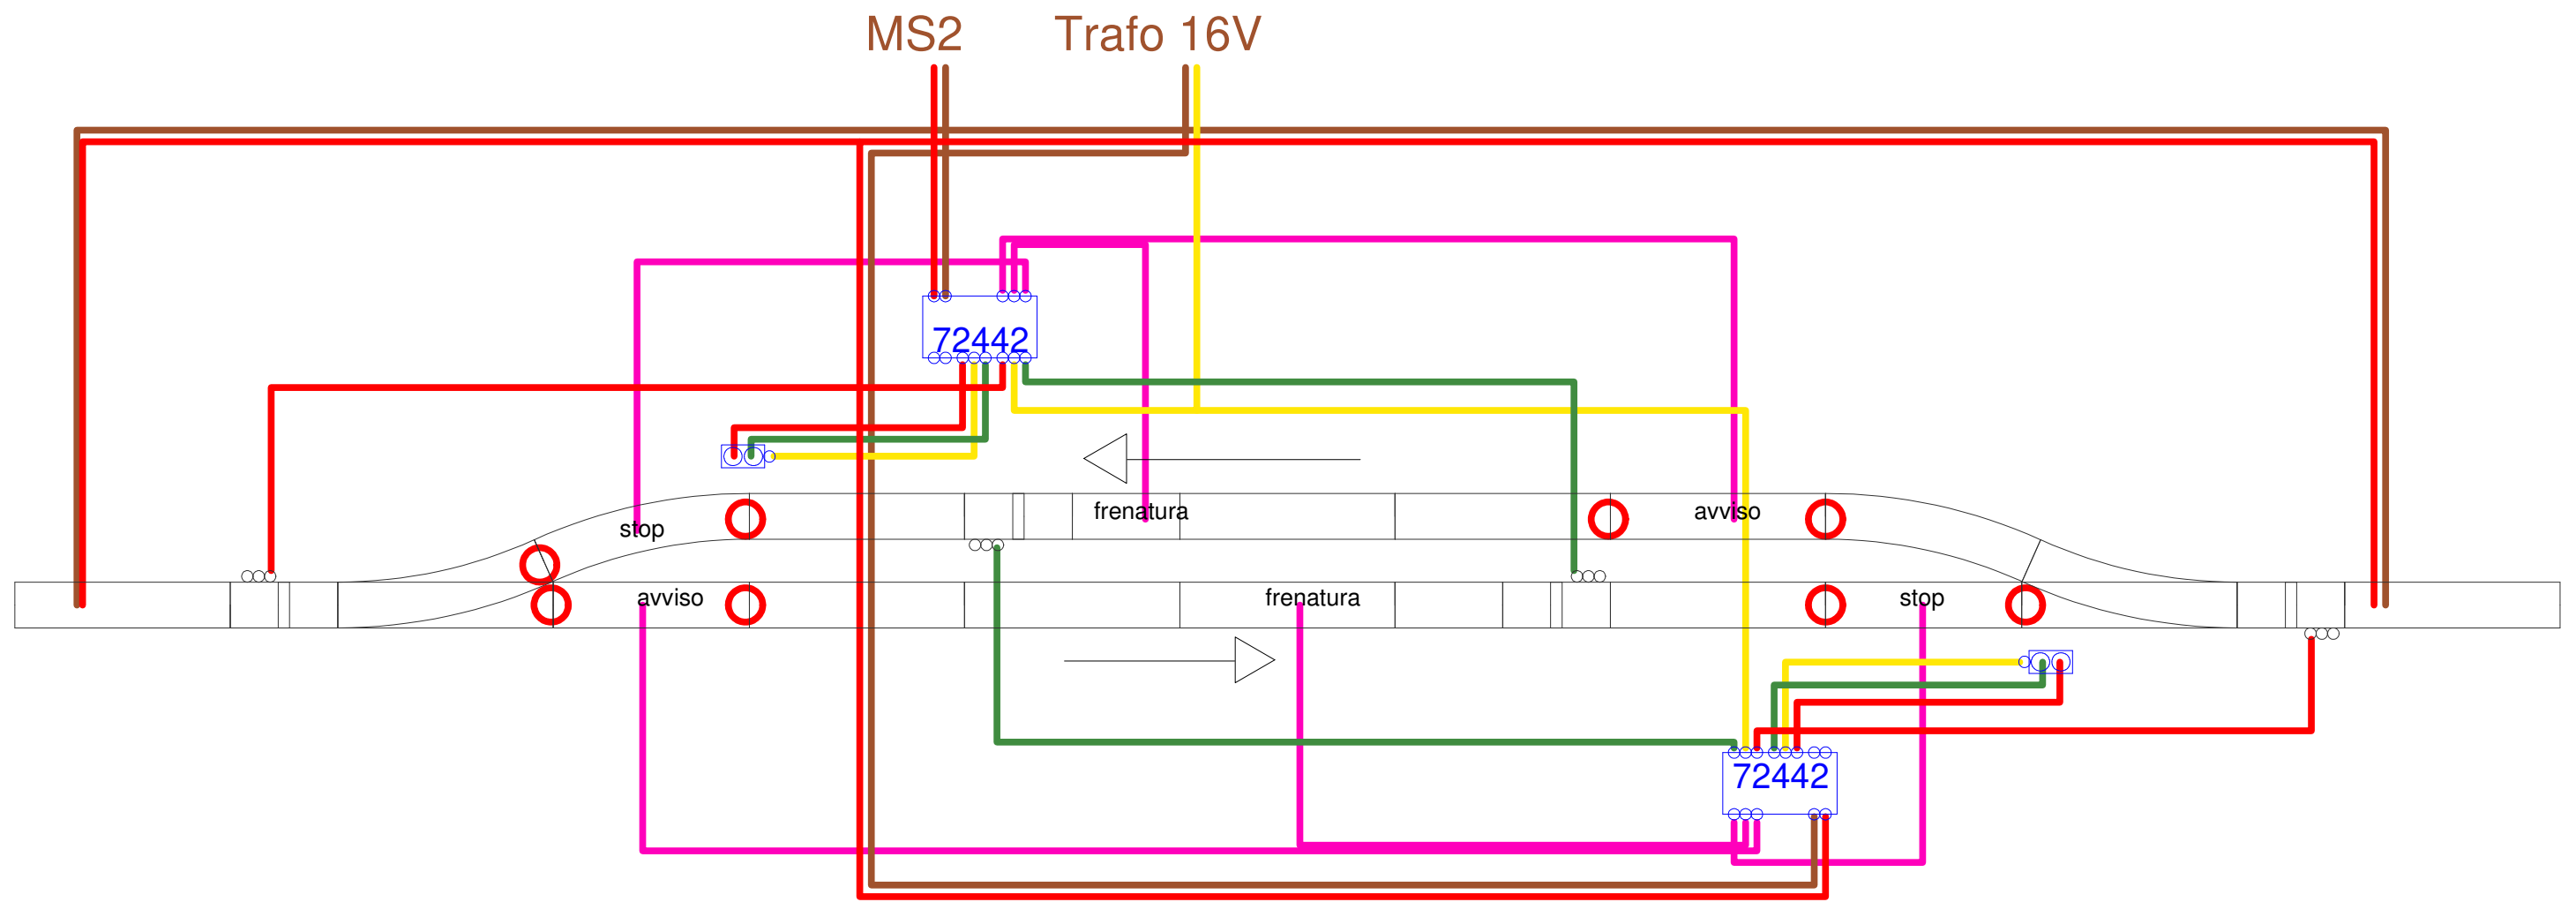 MS2 Trafo 16V
72442
frenatura avviso
stop
avviso frenatura stop
72442